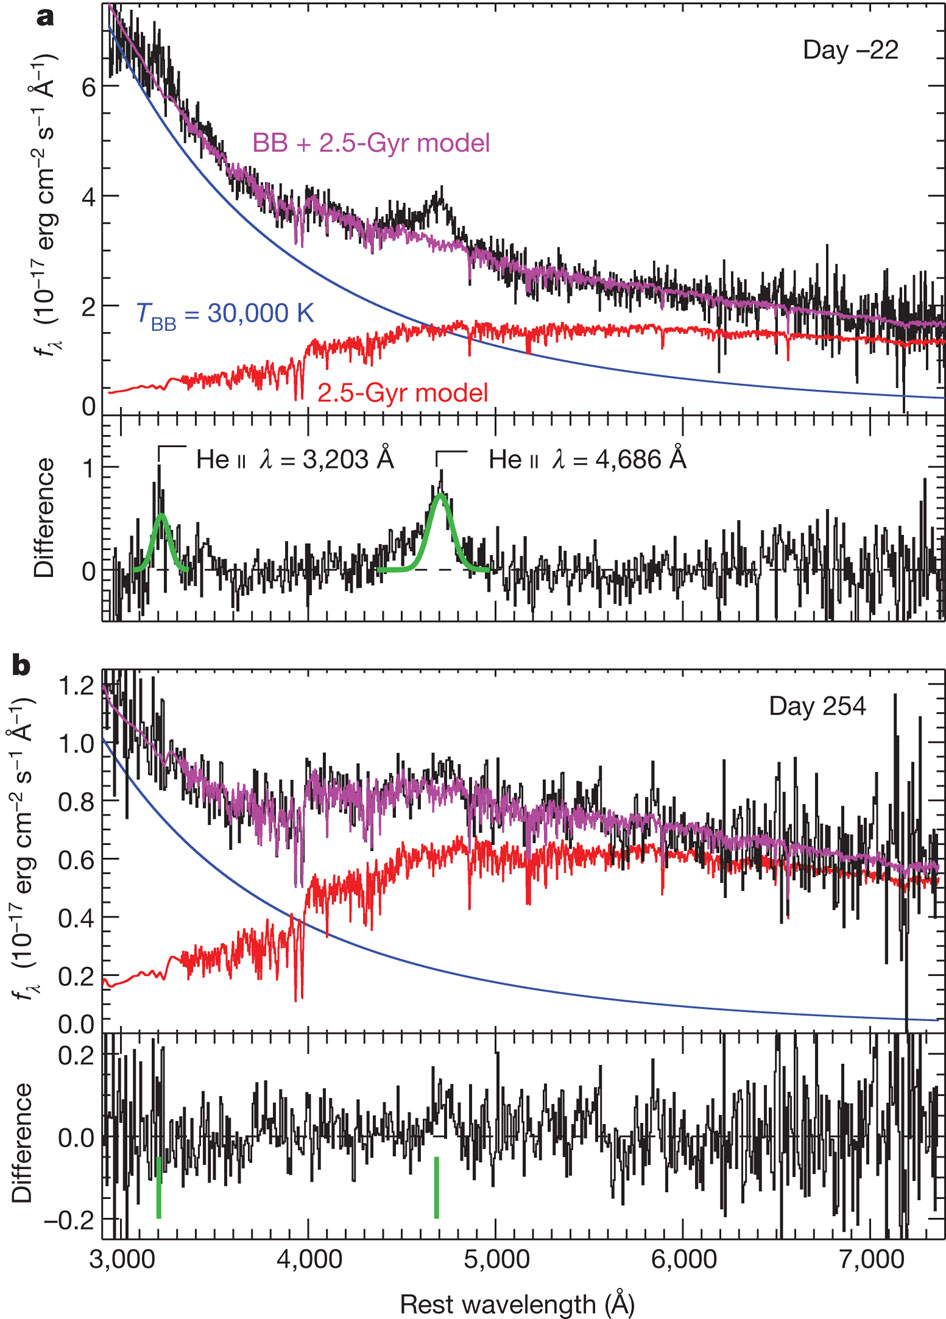 a
Day –22
f_λ (10⁻¹⁷ erg cm⁻² s⁻¹ Å⁻¹)
6
4
2
0
BB + 2.5-Gyr model
T_BB = 30,000 K
2.5-Gyr model
Difference
1
0
He II λ = 3,203 Å
He II λ = 4,686 Å
b
Day 254
f_λ (10⁻¹⁷ erg cm⁻² s⁻¹ Å⁻¹)
1.2
1.0
0.8
0.6
0.4
0.2
0.0
Difference
0.2
0.0
–0.2
3,000 4,000 5,000 6,000 7,000
Rest wavelength (Å)